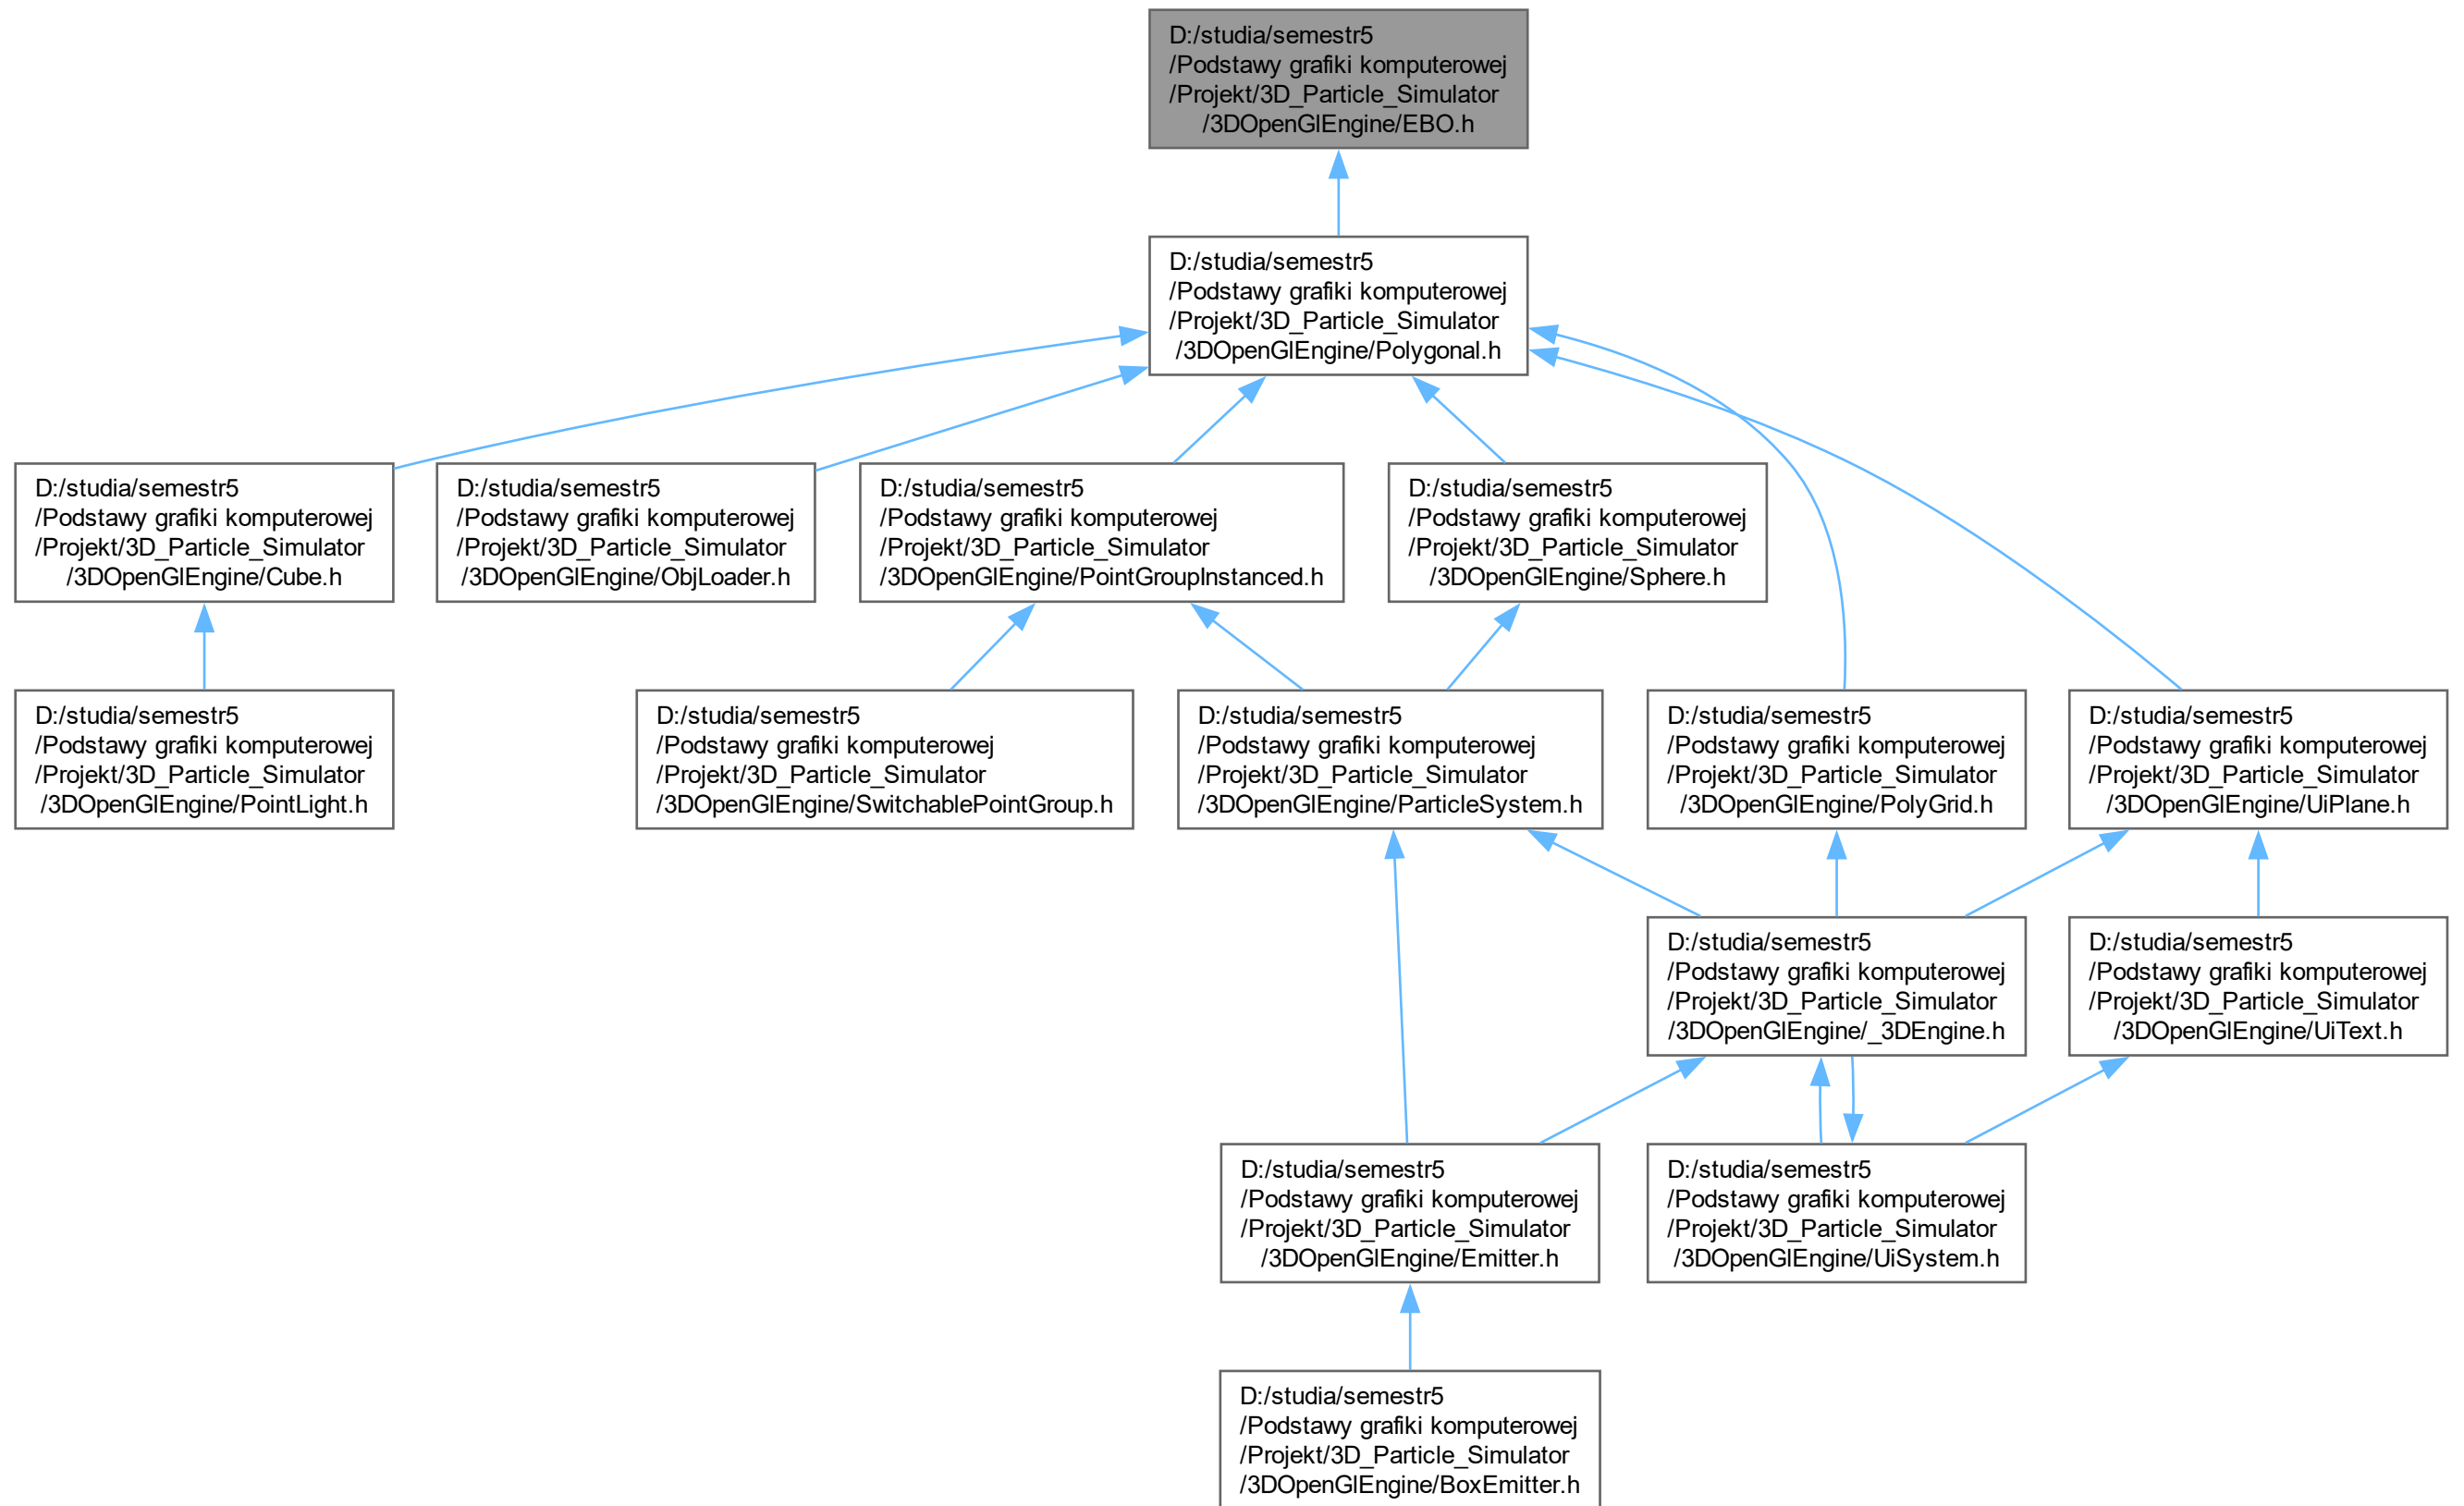 D:/studia/semestr5
/Podstawy grafiki komputerowej
/Projekt/3D_Particle_Simulator
/3DOpenGlEngine/EBO.h
D:/studia/semestr5
/Podstawy grafiki komputerowej
/Projekt/3D_Particle_Simulator
/3DOpenGlEngine/Polygonal.h
D:/studia/semestr5
/Podstawy grafiki komputerowej
/Projekt/3D_Particle_Simulator
/3DOpenGlEngine/Cube.h
D:/studia/semestr5
/Podstawy grafiki komputerowej
/Projekt/3D_Particle_Simulator
/3DOpenGlEngine/ObjLoader.h
D:/studia/semestr5
/Podstawy grafiki komputerowej
/Projekt/3D_Particle_Simulator
/3DOpenGlEngine/PointGroupInstanced.h
D:/studia/semestr5
/Podstawy grafiki komputerowej
/Projekt/3D_Particle_Simulator
/3DOpenGlEngine/Sphere.h
D:/studia/semestr5
/Podstawy grafiki komputerowej
/Projekt/3D_Particle_Simulator
/3DOpenGlEngine/PointLight.h
D:/studia/semestr5
/Podstawy grafiki komputerowej
/Projekt/3D_Particle_Simulator
/3DOpenGlEngine/SwitchablePointGroup.h
D:/studia/semestr5
/Podstawy grafiki komputerowej
/Projekt/3D_Particle_Simulator
/3DOpenGlEngine/ParticleSystem.h
D:/studia/semestr5
/Podstawy grafiki komputerowej
/Projekt/3D_Particle_Simulator
/3DOpenGlEngine/PolyGrid.h
D:/studia/semestr5
/Podstawy grafiki komputerowej
/Projekt/3D_Particle_Simulator
/3DOpenGlEngine/UiPlane.h
D:/studia/semestr5
/Podstawy grafiki komputerowej
/Projekt/3D_Particle_Simulator
/3DOpenGlEngine/_3DEngine.h
D:/studia/semestr5
/Podstawy grafiki komputerowej
/Projekt/3D_Particle_Simulator
/3DOpenGlEngine/UiText.h
D:/studia/semestr5
/Podstawy grafiki komputerowej
/Projekt/3D_Particle_Simulator
/3DOpenGlEngine/Emitter.h
D:/studia/semestr5
/Podstawy grafiki komputerowej
/Projekt/3D_Particle_Simulator
/3DOpenGlEngine/UiSystem.h
D:/studia/semestr5
/Podstawy grafiki komputerowej
/Projekt/3D_Particle_Simulator
/3DOpenGlEngine/BoxEmitter.h